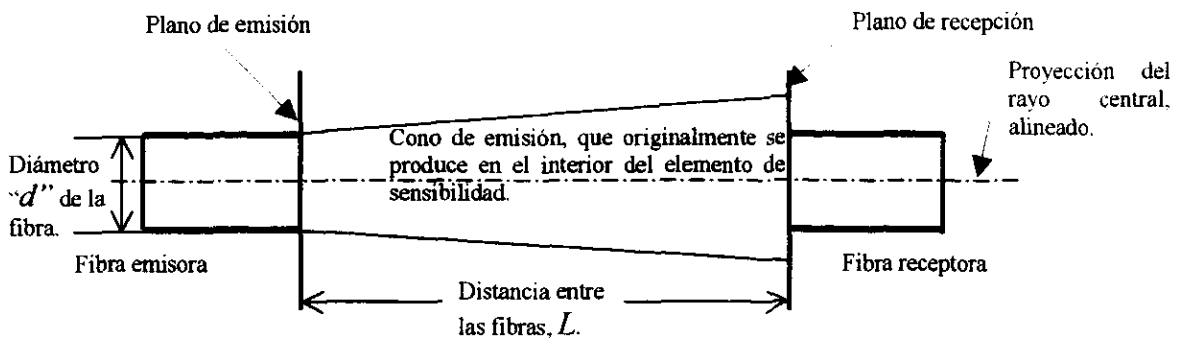 Plano de emisión
Plano de recepción
Proyección del
rayo central,
alineado.
Cono de emisión, que originalmente se
produce en el interior del elemento de
sensibilidad.
Diámetro
“d” de la
fibra.
Fibra emisora
Fibra receptora
Distancia entre
las fibras, L.